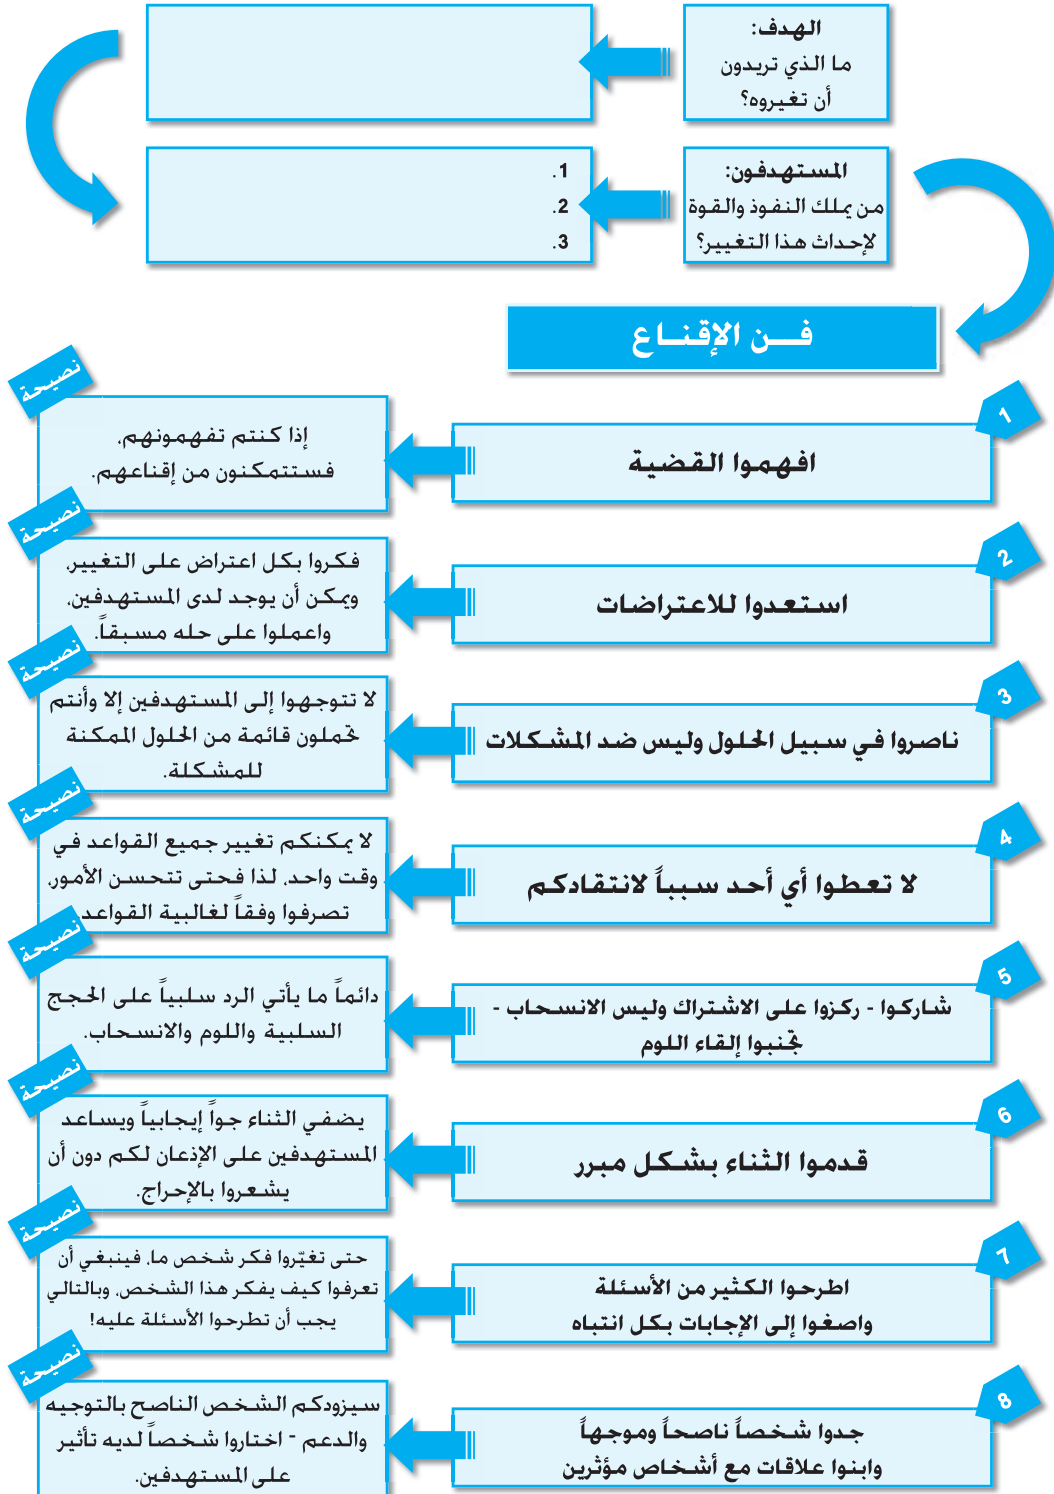 الهدف:
ما الذي تريدون
أن تغيروه؟
المستهدفون:
من يملك النفوذ والقوة
لإحداث هذا التغيير؟
1.
2.
3.
فـــن الإقـنــاع
1
افهموا القضية
نصيحة
إذا كنتم تفهمونهم،
فستتمكنون من إقناعهم.
2
استعدوا للاعتراضات
نصيحة
فكروا بكل اعتراض على التغيير،
ويمكن أن يوجد لدى المستهدفين،
واعملوا على حله مسبقاً.
3
ناصروا في سبيل الحلول وليس ضد المشكلات
نصيحة
لا تتوجهوا إلى المستهدفين إلا وأنتم
تحملون قائمة من الحلول الممكنة
للمشكلة.
4
لا تعطوا أي أحد سبباً لانتقادكم
نصيحة
لا يمكنكم تغيير جميع القواعد في
وقت واحد، لذا فحتى تتحسن الأمور،
تصرفوا وفقاً لغالبية القواعد.
5
شاركوا - ركزوا على الاشتراك وليس الانسحاب -
تجنبوا إلقاء اللوم
نصيحة
دائماً ما يأتي الرد سلبياً على الحجج
السلبية واللوم والانسحاب.
6
قدموا الثناء بشكل مبرر
نصيحة
يضفي الثناء جواً إيجابياً ويساعد
المستهدفين على الإذعان لكم دون أن
يشعروا بالإحراج.
7
اطرحوا الكثير من الأسئلة
واصغوا إلى الإجابات بكل انتباه
نصيحة
حتى تغيّروا فكر شخص ما، فينبغي أن
تعرفوا كيف يفكر هذا الشخص، وبالتالي
يجب أن تطرحوا الأسئلة عليه!
8
جدوا شخصاً ناصحاً وموجهاً
وابنوا علاقات مع أشخاص مؤثرين
نصيحة
سيزودكم الشخص الناصح بالتوجيه
والدعم - اختاروا شخصاً لديه تأثير
على المستهدفين.